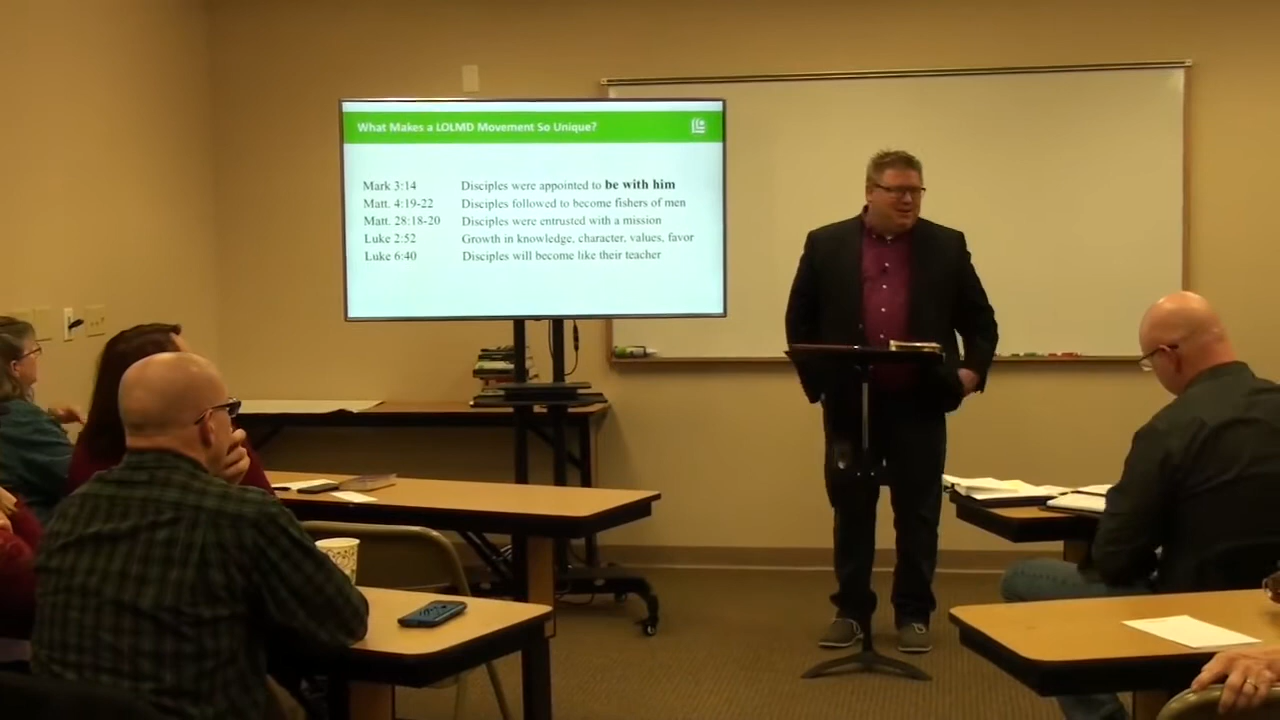 What Makes a LOLMD Movement So Unique?
Mark 3:14 Disciples were appointed to be with him
Matt. 4:19-22 Disciples followed to become fishers of men
Matt. 28:18-20 Disciples were entrusted with a mission
Luke 2:52 Growth in knowledge, character, values, favor
Luke 6:40 Disciples will become like their teacher